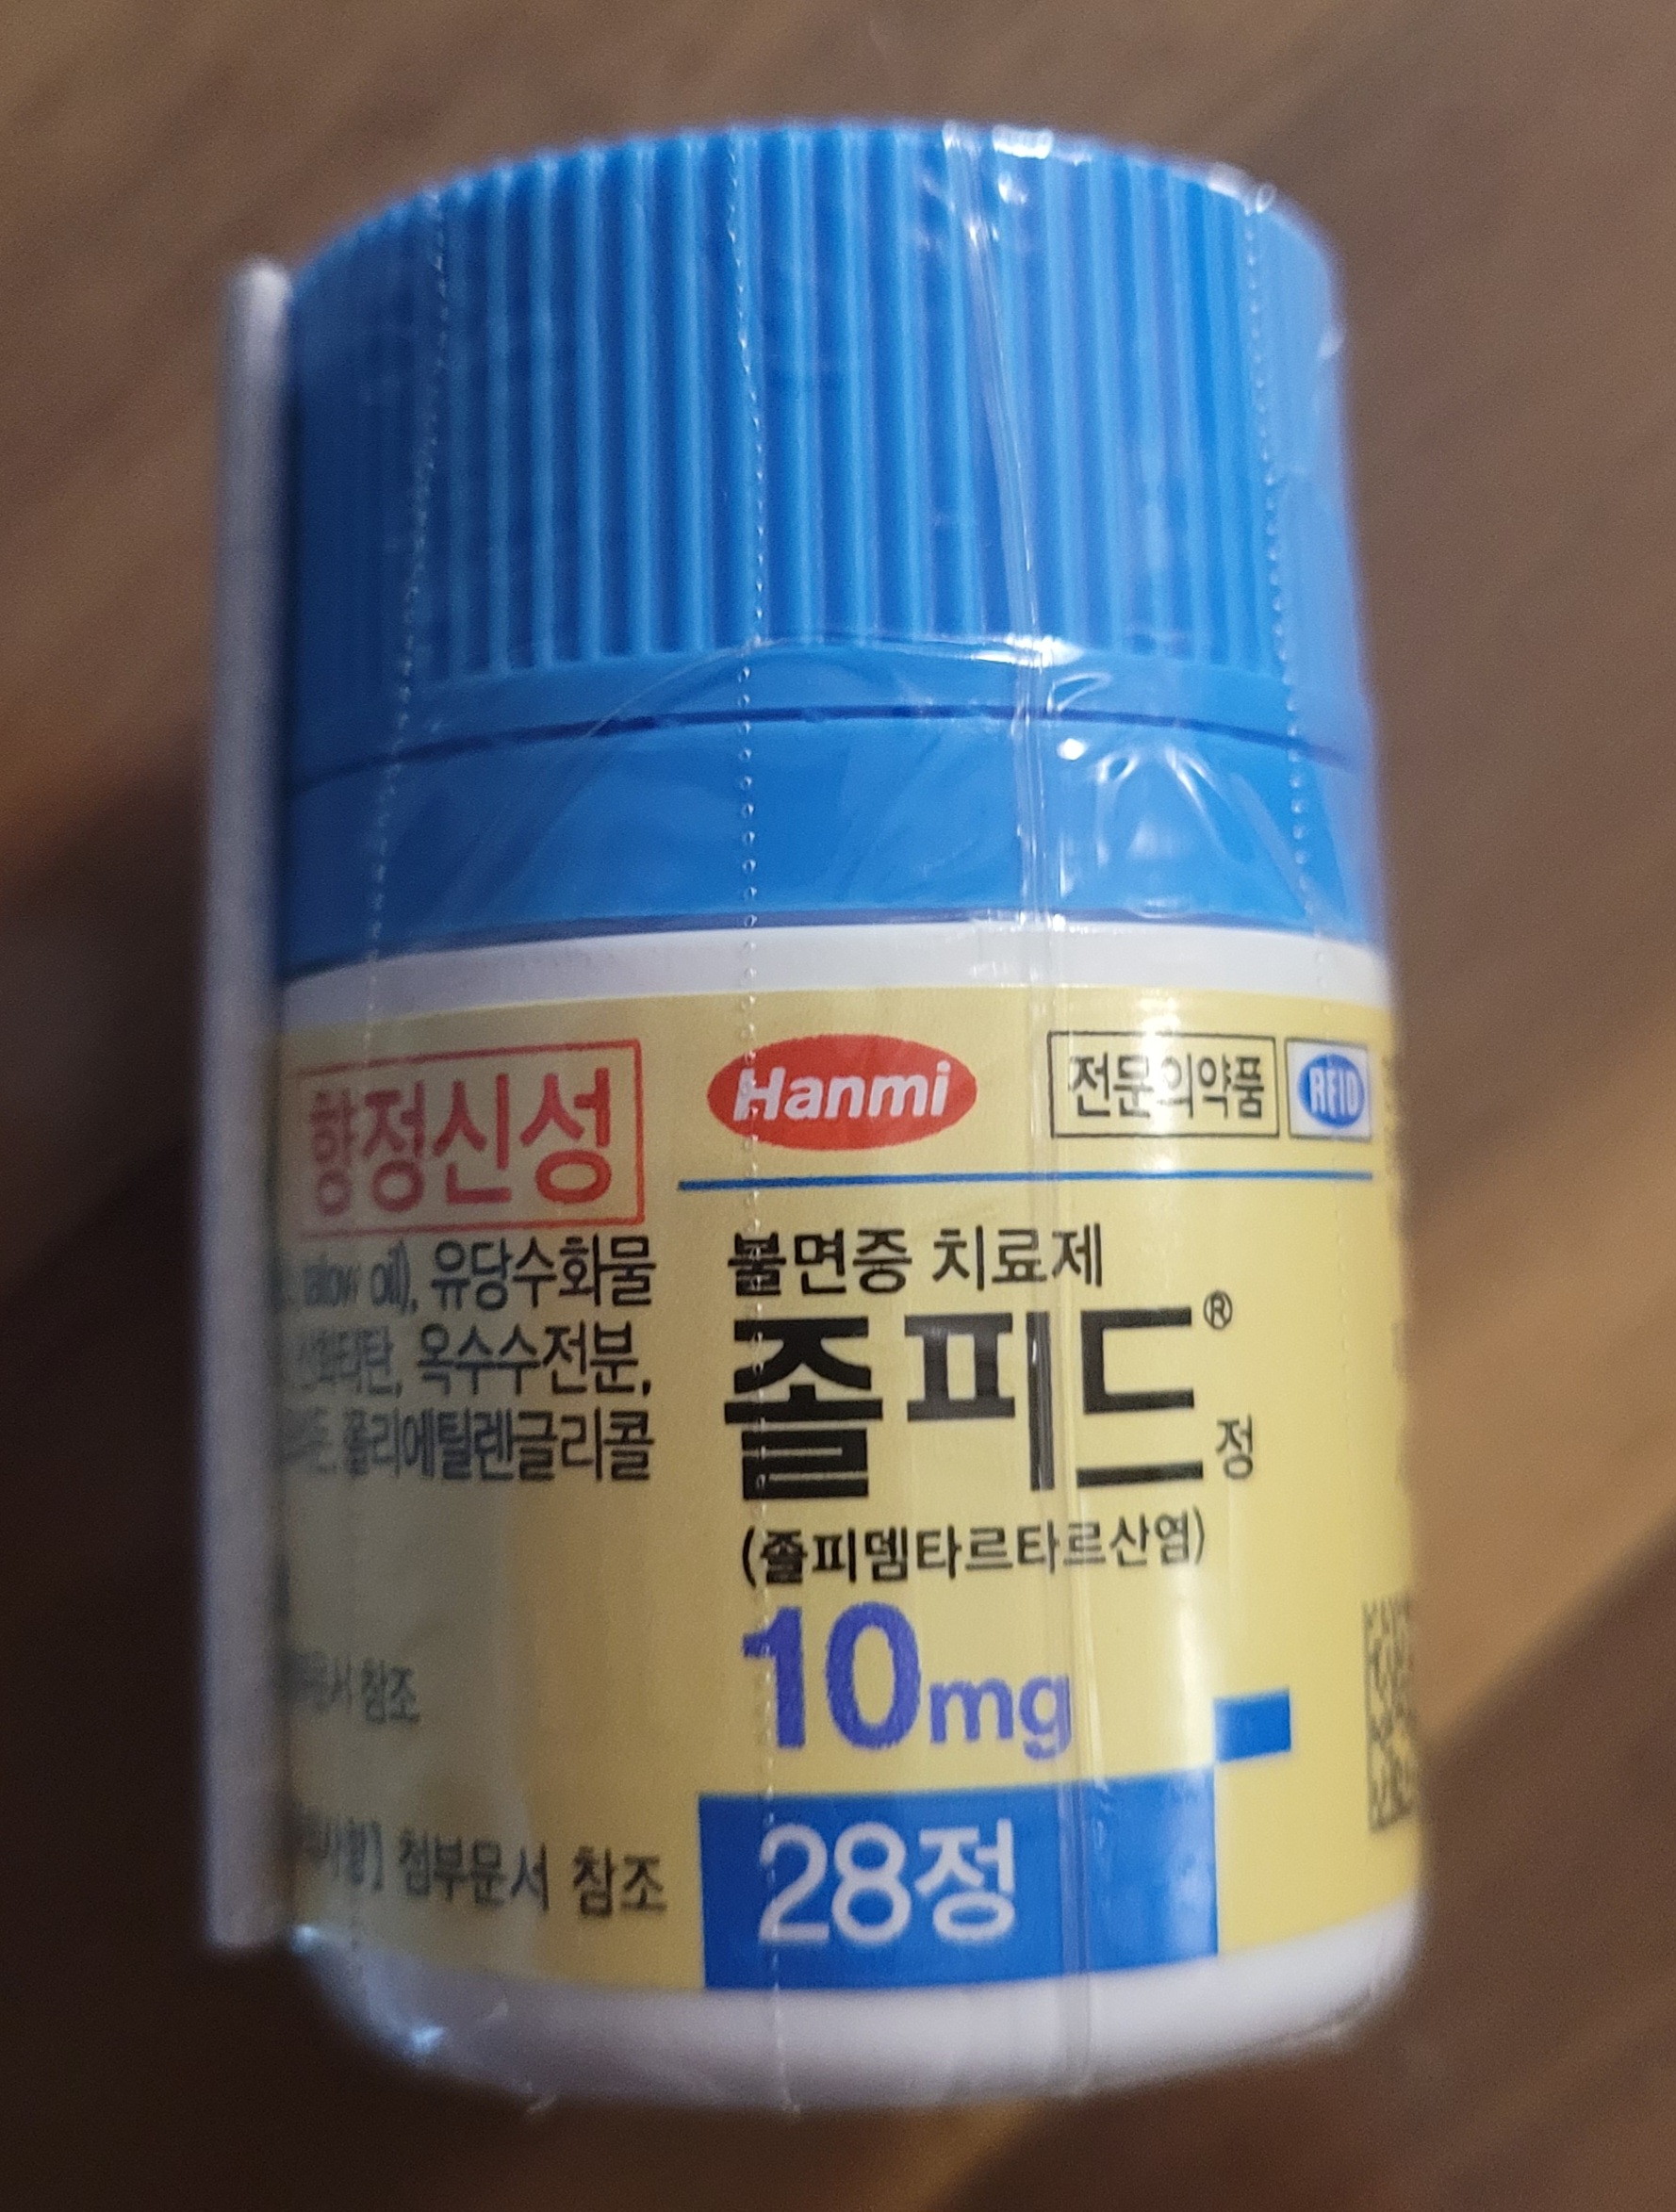 향정신성
Hanmi
전문의약품
RFID
oil), 유당수화물
옥수수전분,
폴리에틸렌글리콜
참조
첨부문서 참조
불면증 치료제
졸피드®정
(졸피뎀타르타르산염)
10mg
28정